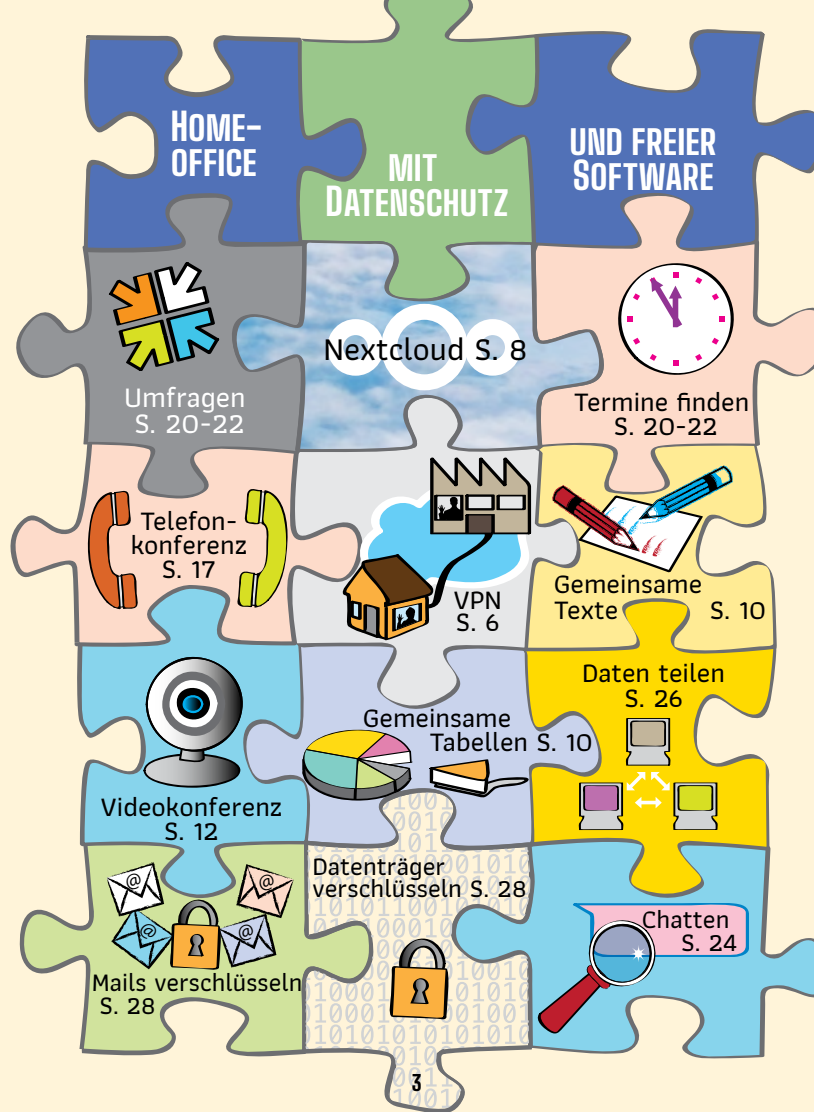 HOME-
OFFICE
MIT
DATENSCHUTZ
UND FREIER
SOFTWARE
Umfragen
S. 20-22
Nextcloud S. 8
Termine finden
S. 20-22
Telefon-
konferenz
S. 17
VPN
S. 6
Gemeinsame
Texte S. 10
Videokonferenz
S. 12
Gemeinsame
Tabellen S. 10
Daten teilen
S. 26
@
@
@
@
Mails verschlüsseln
S. 28
Datenträger
verschlüsseln S. 28
Chatten
S. 24
3